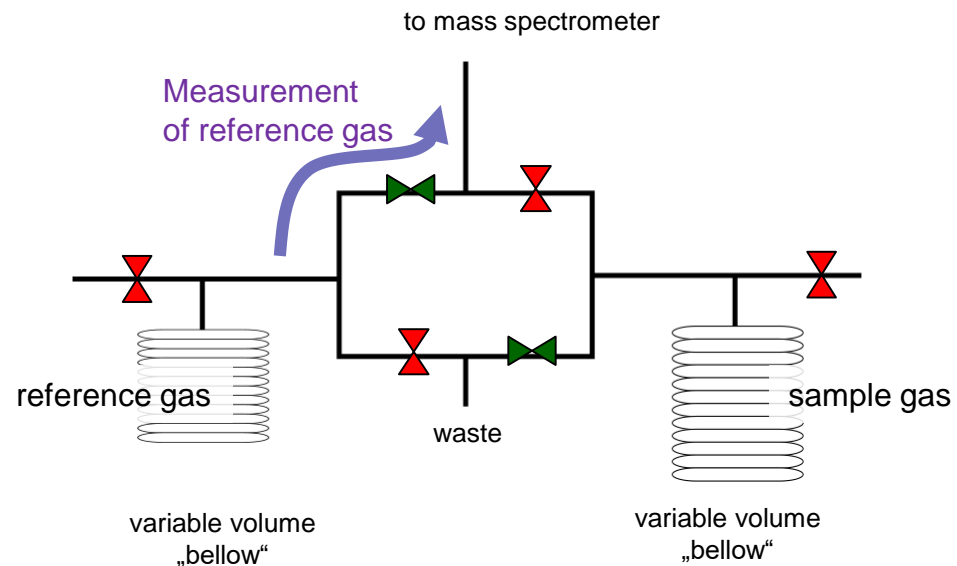 to mass spectrometer
Measurement
of reference gas
reference gas
sample gas
waste
variable volume
„bellow“
variable volume
„bellow“